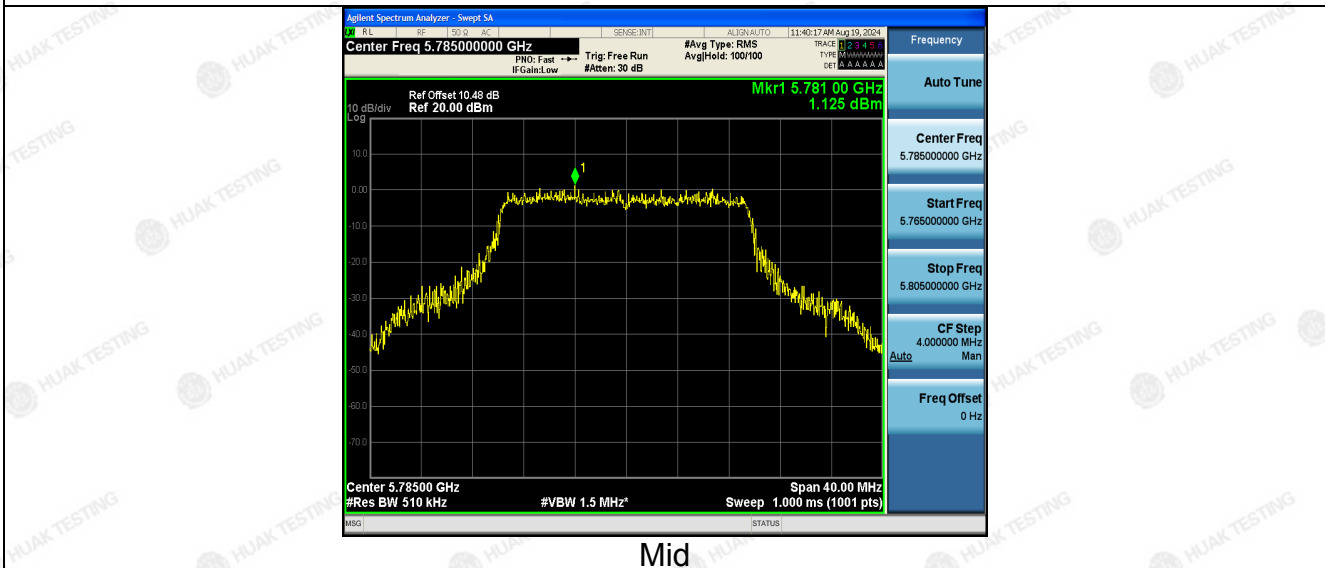 Agilent Spectrum Analyzer - Swept SA
LXI RL RF 50 Ω AC SENSE:INT ALIGN AUTO 11:40:17 AM Aug 19, 2024
Center Freq 5.785000000 GHz
PNO: Fast
IFGain:Low
Trig: Free Run
#Atten: 30 dB
#Avg Type: RMS
Avg|Hold: 100/100
TRACE 1 2 3 4 5 6
TYPE M
DET A A A A A A
Mkr1 5.781 00 GHz
1.125 dBm
Ref Offset 10.48 dB
10 dB/div Ref 20.00 dBm
Log
10.0
1
0.00
-10.0
-20.0
-30.0
-40.0
-50.0
-60.0
-70.0
Center 5.78500 GHz Span 40.00 MHz
#Res BW 510 kHz #VBW 1.5 MHz* Sweep 1.000 ms (1001 pts)
MSG STATUS
Frequency
Auto Tune
Center Freq
5.785000000 GHz
Start Freq
5.765000000 GHz
Stop Freq
5.805000000 GHz
CF Step
4.000000 MHz
Auto Man
Freq Offset
0 Hz
Mid
HUAK TESTING